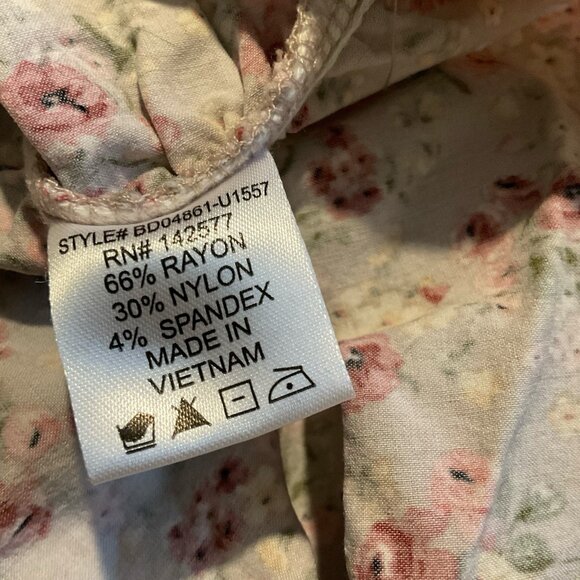 STYLE# BD04861-U1557
RN# 142577
66% RAYON
30% NYLON
4% SPANDEX
MADE IN
VIETNAM